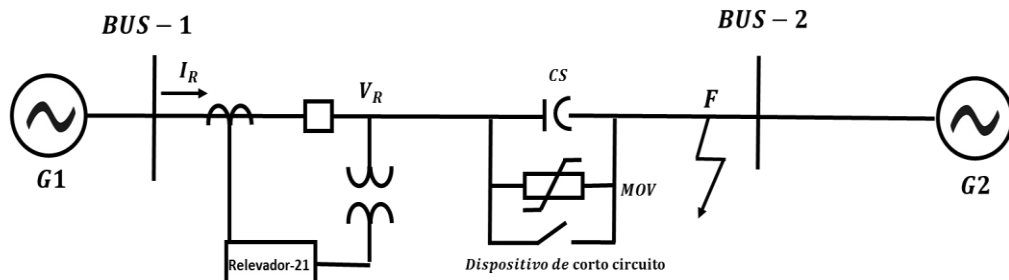 BUS − 1
BUS − 2
I_R
V_R
CS
F
G1
MOV
G2
Relevador-21
Dispositivo de corto circuito